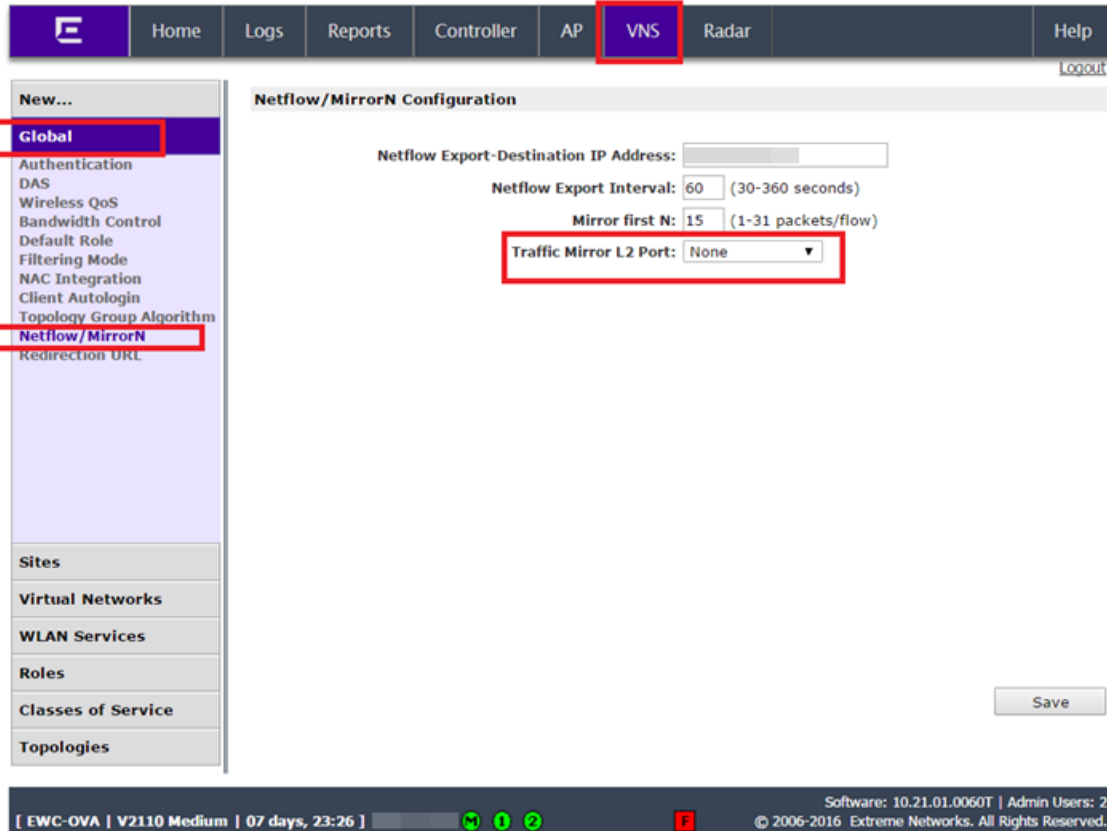 E Home Logs Reports Controller AP VNS Radar Help
Logout
New...
Netflow/MirrorN Configuration
Global
Authentication
DAS
Wireless QoS
Bandwidth Control
Default Role
Filtering Mode
NAC Integration
Client Autologin
Topology Group Algorithm
Netflow/MirrorN
Redirection URL
Netflow Export-Destination IP Address:
Netflow Export Interval: 60 (30-360 seconds)
Mirror first N: 15 (1-31 packets/flow)
Traffic Mirror L2 Port: None
Sites
Virtual Networks
WLAN Services
Roles
Classes of Service
Topologies
Save
Software: 10.21.01.0060T | Admin Users: 2
[ EWC-OVA | V2110 Medium | 07 days, 23:26 ] M 1 2 F © 2006-2016 Extreme Networks. All Rights Reserved.